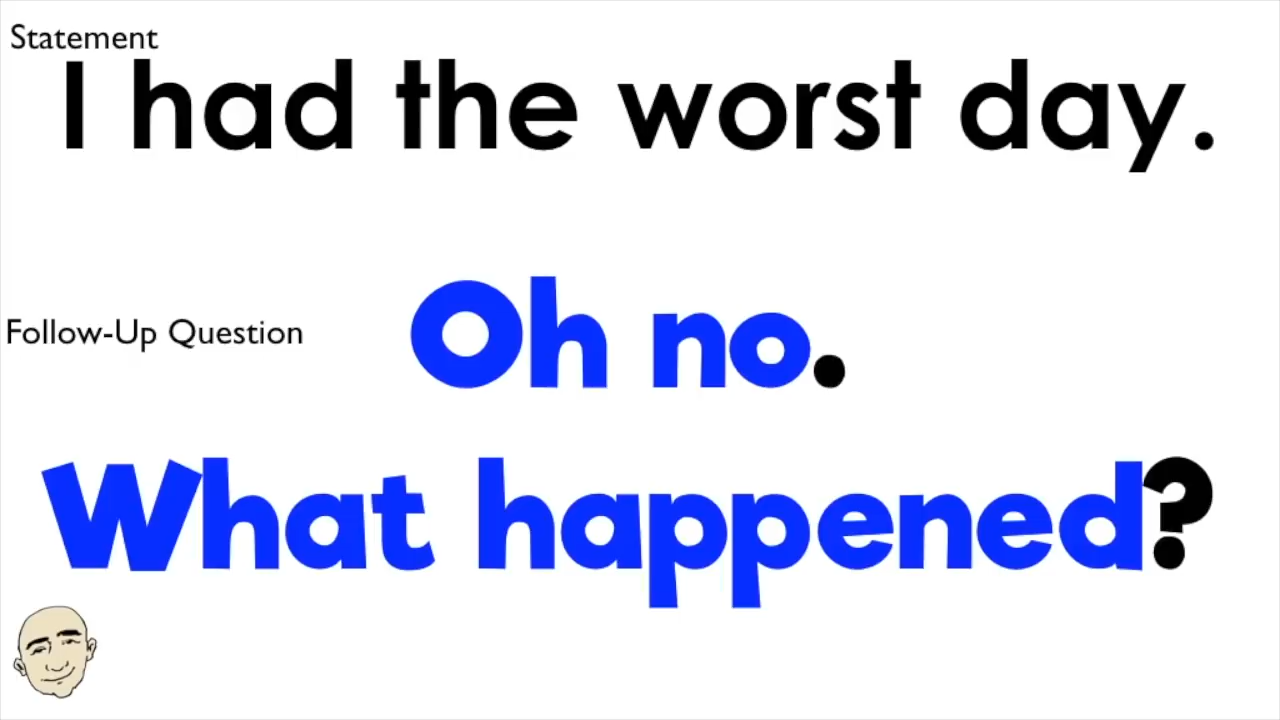 Statement
I had the worst day.
Follow-Up Question
Oh no.
What happened?